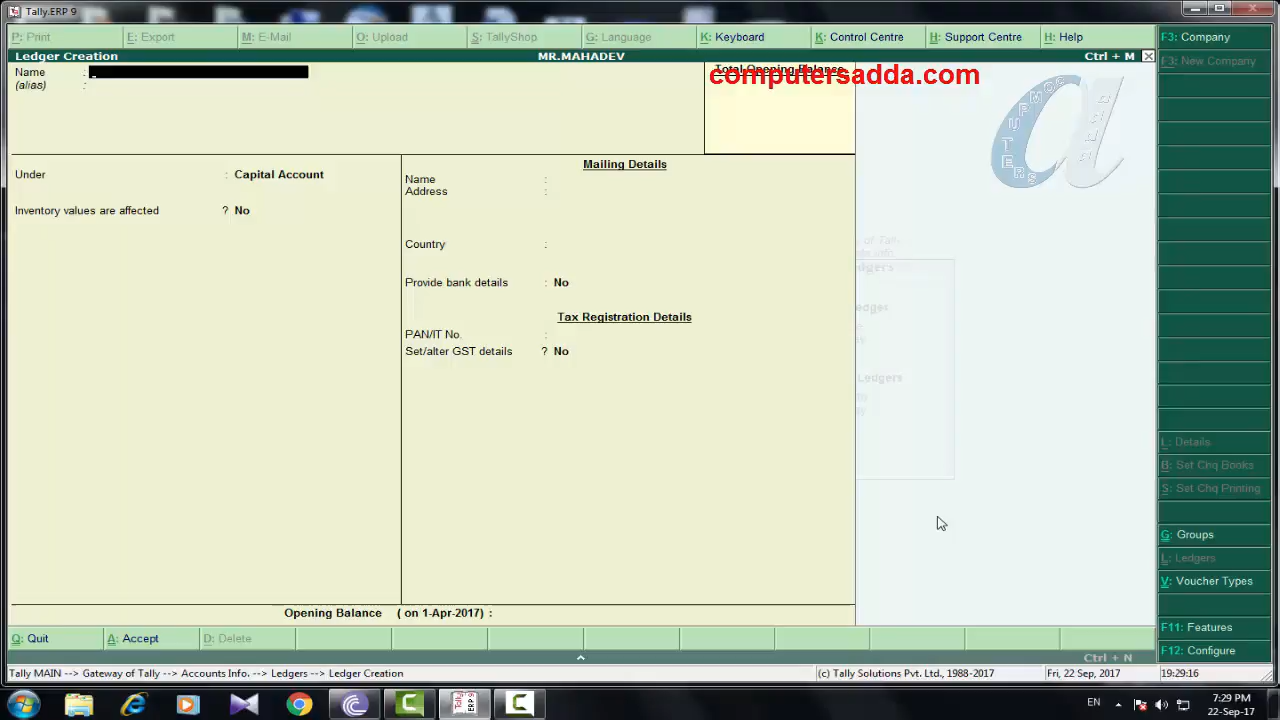 Tally.ERP 9
P: Print
E: Export
M: E-Mail
O: Upload
S: TallyShop
G: Language
K: Keyboard
K: Control Centre
H: Support Centre
H: Help
F3: Company
F3: New Company
Ledger Creation
MR.MAHADEV
Ctrl + M
Name :
(alias) :
Total Opening Balance
computersadda.com
Under : Capital Account
Inventory values are affected ? No
Mailing Details
Name :
Address :
Country :
Provide bank details : No
Tax Registration Details
PAN/IT No. :
Set/alter GST details ? No
L: Details
B: Set Chq Books
S: Set Chq Printing
G: Groups
L: Ledgers
V: Voucher Types
F11: Features
F12: Configure
Opening Balance ( on 1-Apr-2017) :
Q: Quit
A: Accept
D: Delete
Ctrl + N
Tally MAIN --> Gateway of Tally --> Accounts Info. --> Ledgers --> Ledger Creation
(c) Tally Solutions Pvt. Ltd., 1988-2017
Fri, 22 Sep, 2017
19:29:16
EN
7:29 PM
22-Sep-17